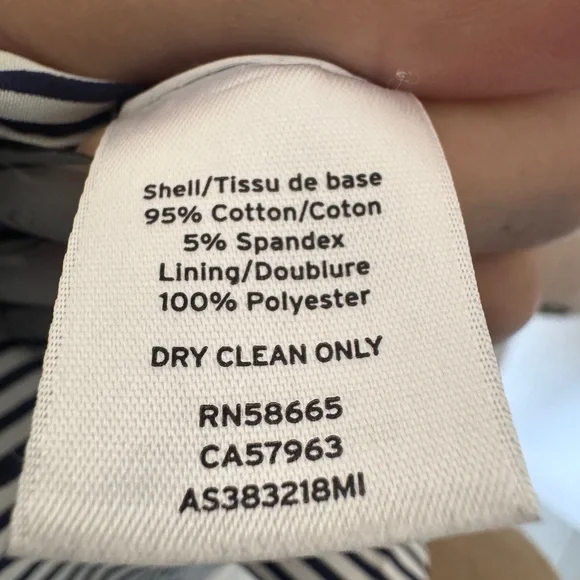 Shell/Tissu de base
95% Cotton/Coton
5% Spandex
Lining/Doublure
100% Polyester
DRY CLEAN ONLY
RN58665
CA57963
AS383218MI